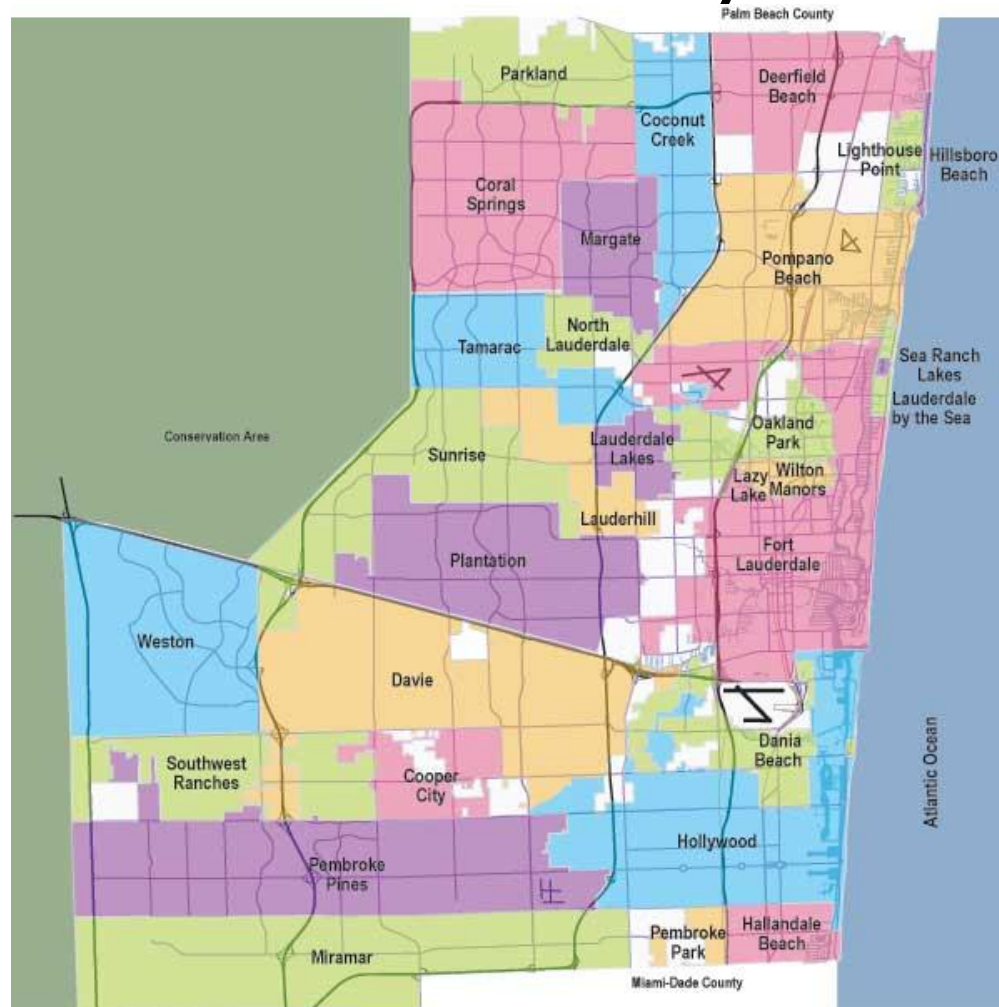 Palm Beach County
Parkland
Deerfield
Beach
Coconut
Creek
Lighthouse
Point
Hillsboro
Beach
Coral
Springs
Margate
Pompano
Beach
North
Lauderdale
Tamarac
Sea Ranch
Lakes
Lauderdale
by the Sea
Conservation Area
Oakland
Park
Lauderdale
Lakes
Sunrise
Lazy
Lake
Wilton
Manors
Lauderhill
Plantation
Fort
Lauderdale
Weston
Davie
Dania
Beach
Atlantic Ocean
Southwest
Ranches
Cooper
City
Hollywood
Pembroke
Pines
Pembroke
Park
Hallandale
Beach
Miramar
Miami-Dade County